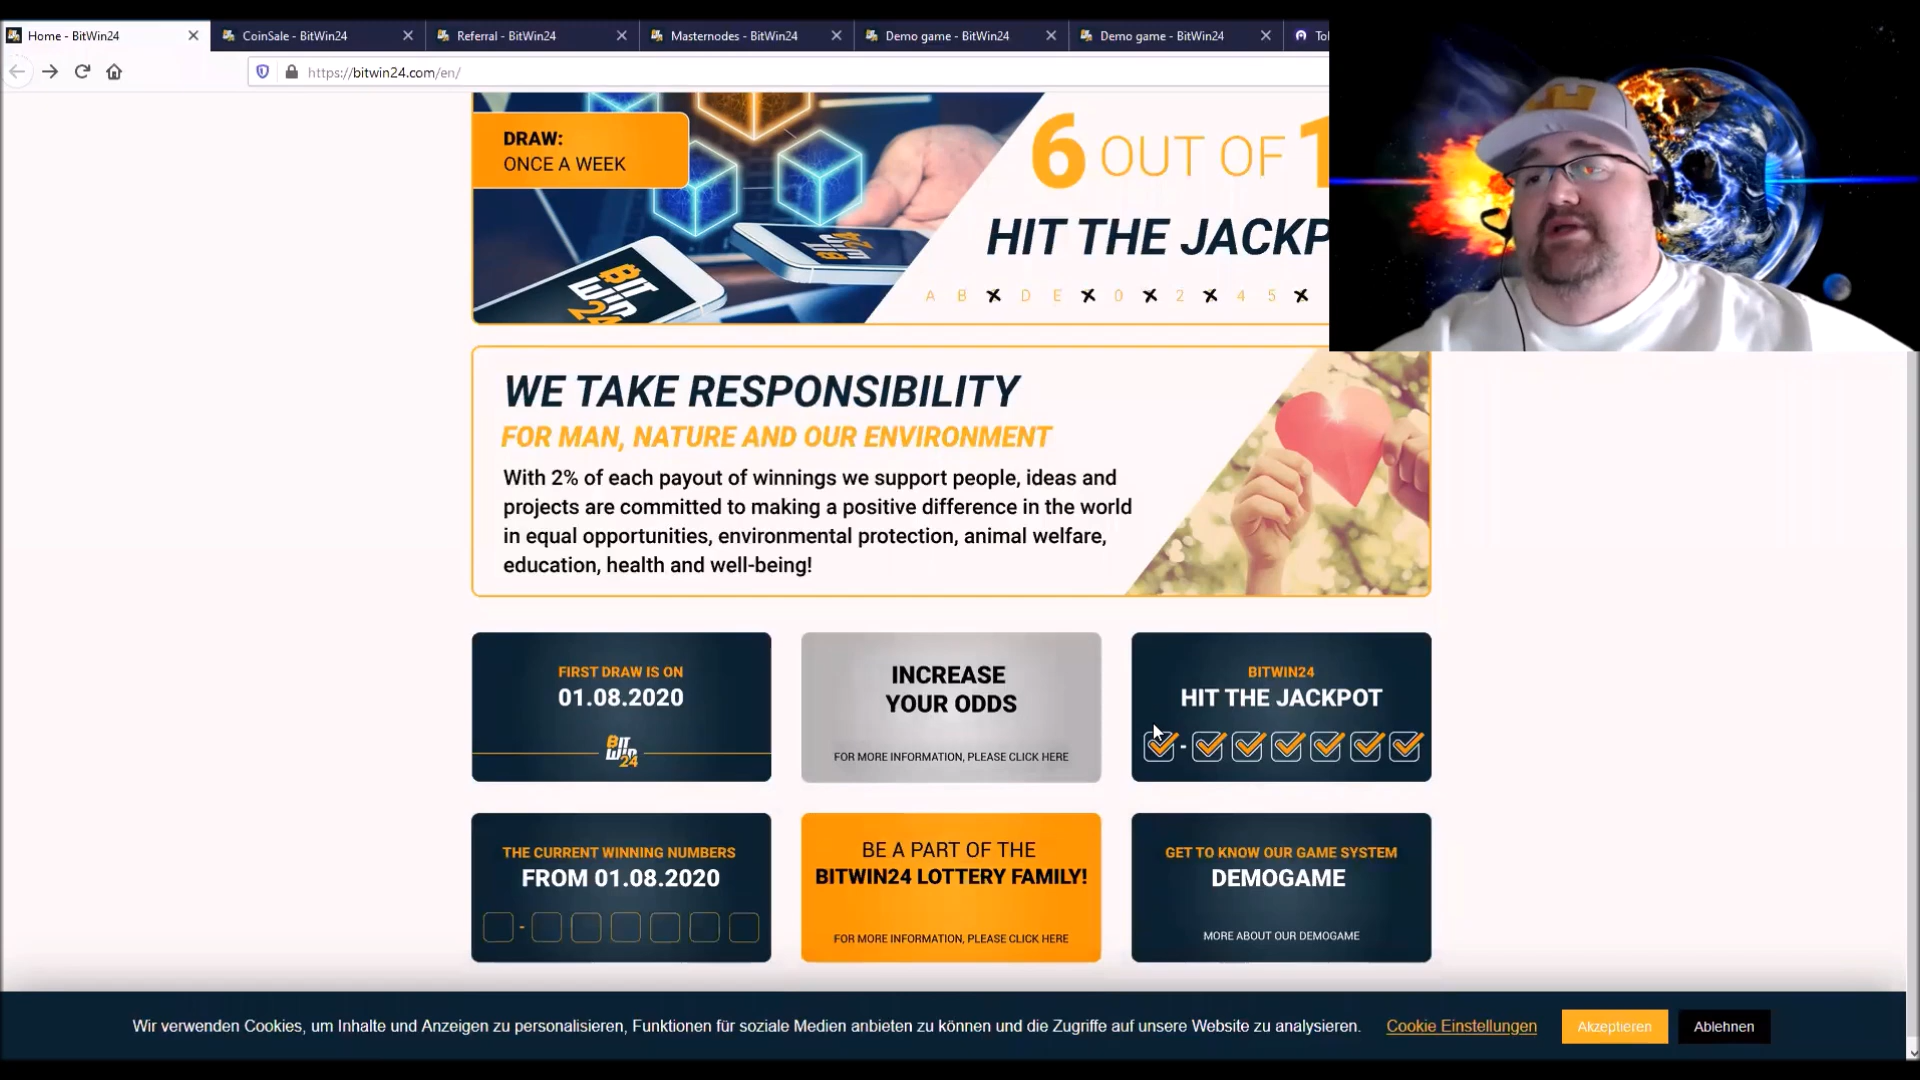 Home - BitWin24
CoinSale - BitWin24
Referral - BitWin24
Masternodes - BitWin24
Demo game - BitWin24
Demo game - BitWin24
https://bitwin24.com/en/
DRAW:
ONCE A WEEK
6 OUT OF
HIT THE
A B X D E X 0 X 2 X 4 5 X
BIT
WIN
24
WE TAKE RESPONSIBILITY
FOR MAN, NATURE AND OUR ENVIRONMENT
With 2% of each payout of winnings we support people, ideas and
projects are committed to making a positive difference in the world
in equal opportunities, environmental protection, animal welfare,
education, health and well-being!
FIRST DRAW IS ON
01.08.2020
BIT
WIN
24
INCREASE
YOUR ODDS
FOR MORE INFORMATION, PLEASE CLICK HERE
BITWIN24
HIT THE JACKPOT
THE CURRENT WINNING NUMBERS
FROM 01.08.2020
BE A PART OF THE
BITWIN24 LOTTERY FAMILY!
FOR MORE INFORMATION, PLEASE CLICK HERE
GET TO KNOW OUR GAME SYSTEM
DEMOGAME
MORE ABOUT OUR DEMOGAME
Wir verwenden Cookies, um Inhalte und Anzeigen zu personalisieren, Funktionen für soziale Medien anbieten zu können und die Zugriffe auf unsere Website zu analysieren. Cookie Einstellungen Akzeptieren Ablehnen